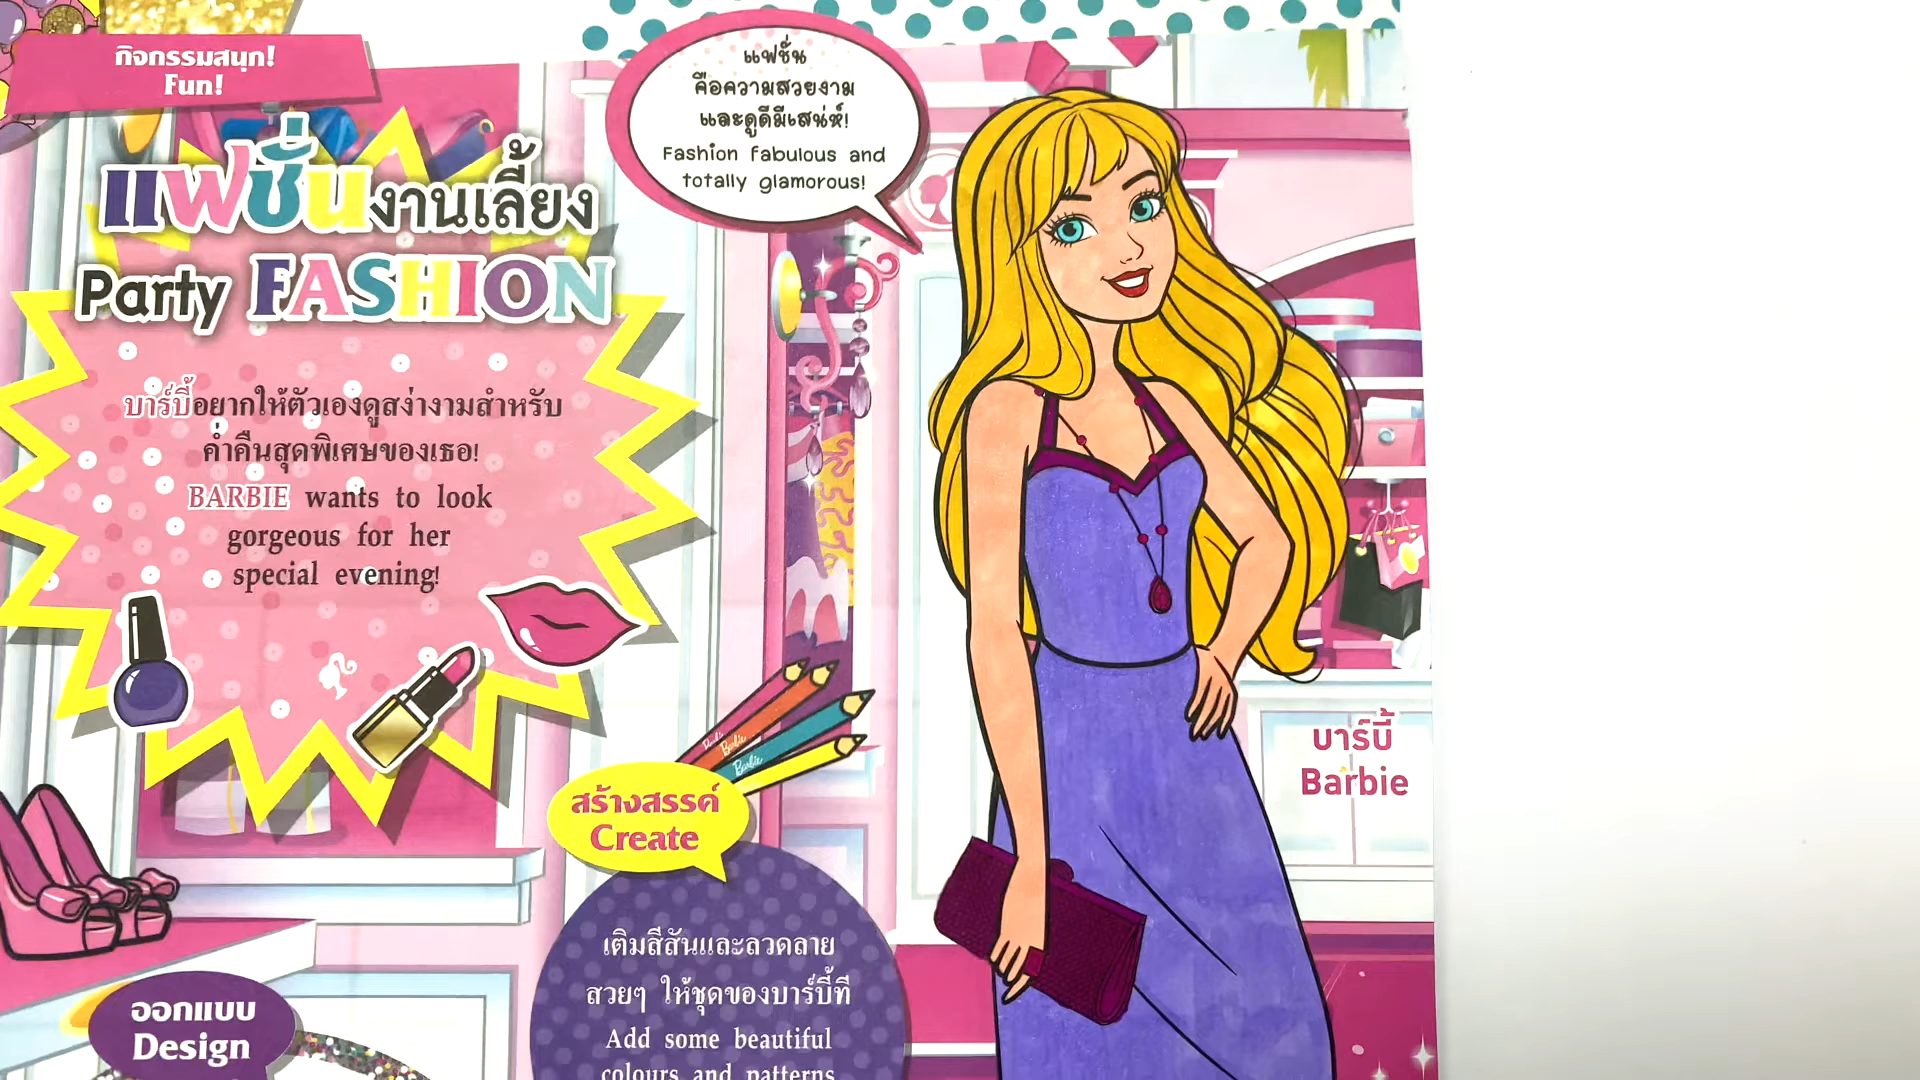 กิจกรรมสนุก!
Fun!
แฟชั่นงานเลี้ยง
Party FASHION
บาร์บี้อยากให้ตัวเองดูสง่างามสำหรับ
ค่ำคืนสุดพิเศษของเธอ!
BARBIE wants to look
gorgeous for her
special evening!
แฟชั่น
คือความสวยงาม
และดูดีมีเสน่ห์!
Fashion fabulous and
totally glamorous!
บาร์บี้
Barbie
Barbie
Barbie
Barbie
สร้างสรรค์
Create
เติมสีสันและลวดลาย
สวยๆ ให้ชุดของบาร์บี้ที
Add some beautiful
colours and patterns
ออกแบบ
Design